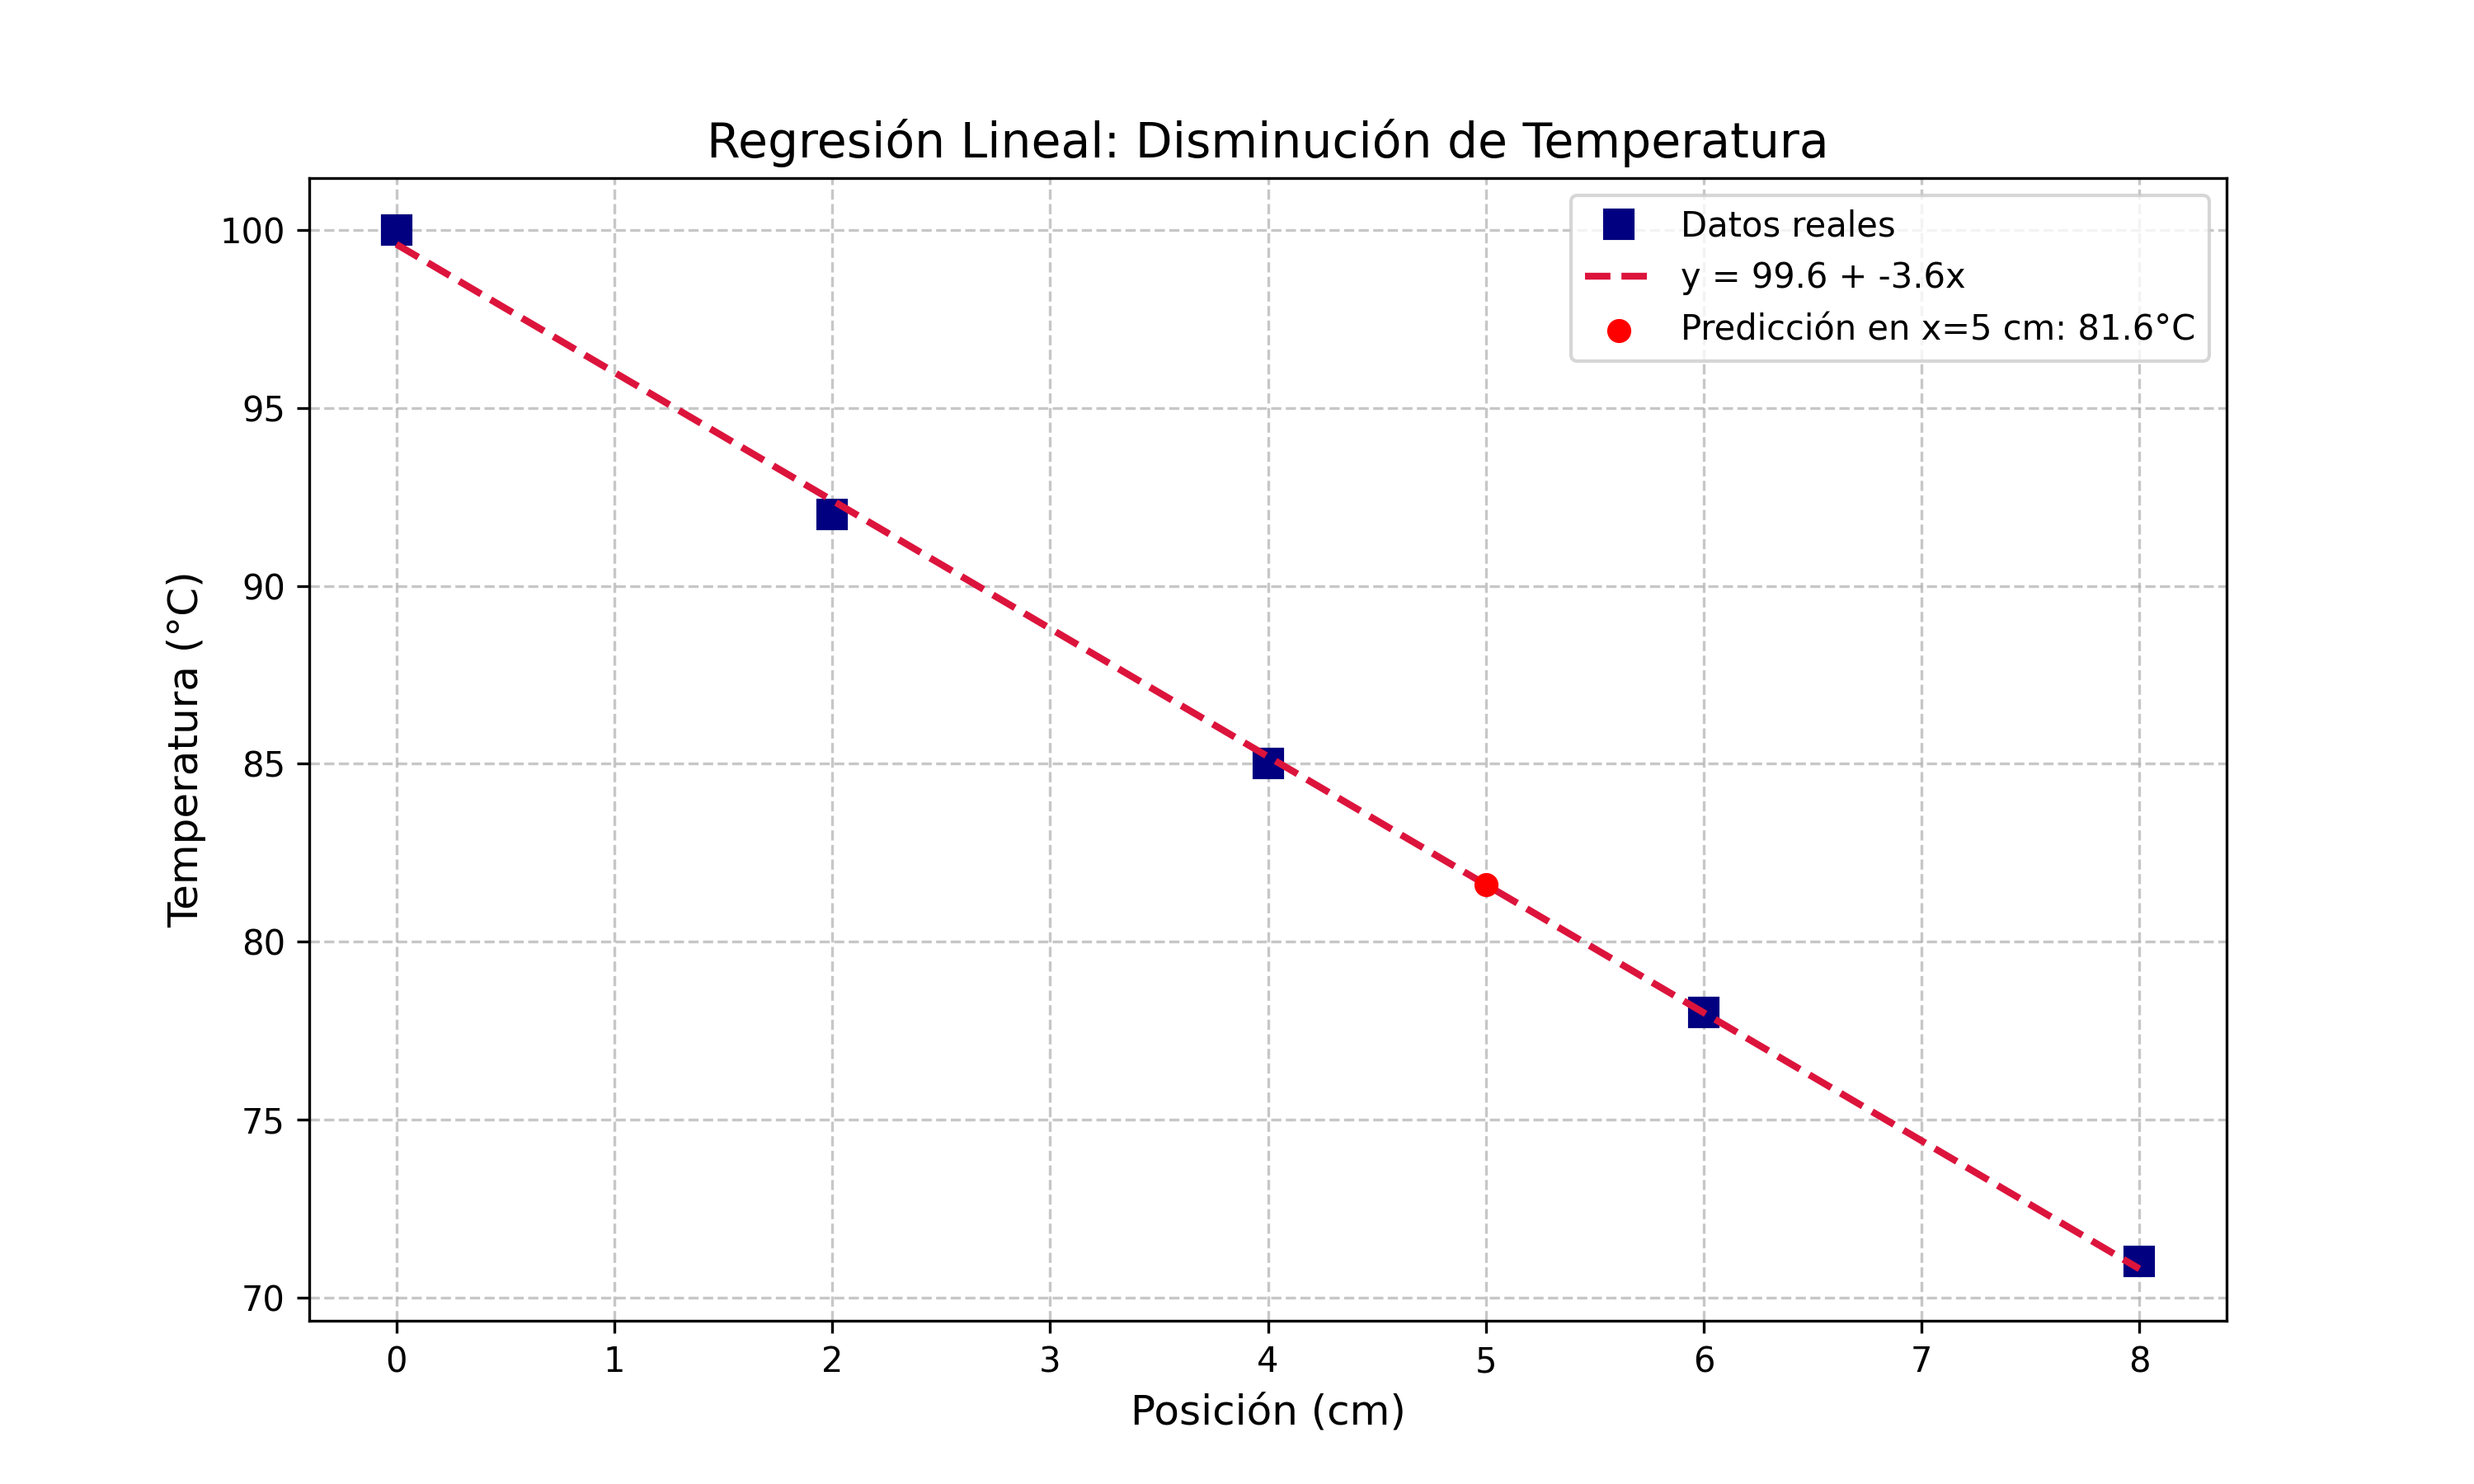 Regresión Lineal: Disminución de Temperatura
Datos reales
y = 99.6 + -3.6x
Predicción en x=5 cm: 81.6°C
Temperatura (°C)
100
95
90
85
80
75
70
0 1 2 3 4 5 6 7 8
Posición (cm)